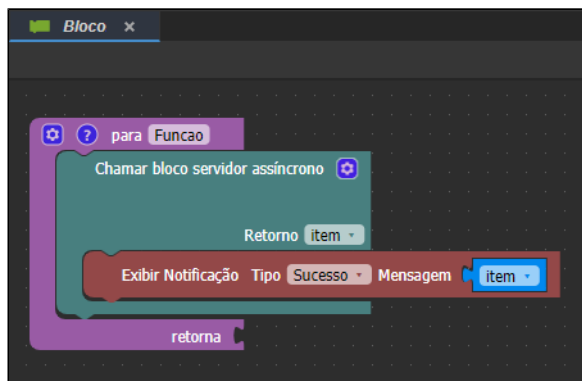 Bloco ×
? para Funcao
Chamar bloco servidor assíncrono
Retorno item
Exibir Notificação Tipo Sucesso Mensagem item
retorna